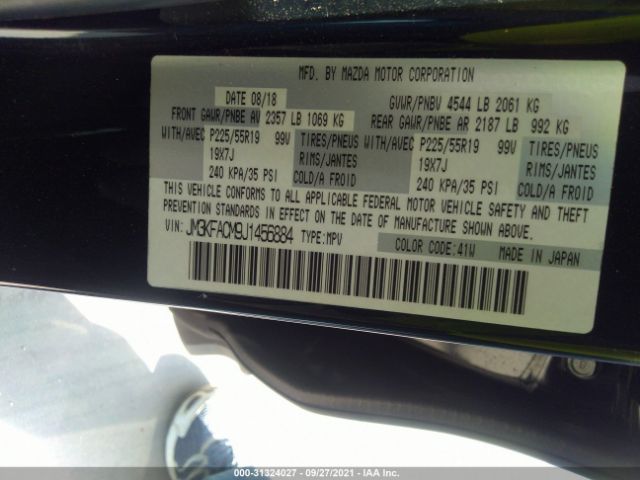 MFD. BY MAZDA MOTOR CORPORATION
DATE 08/18 GVWR/PNBV 4544 LB 2061 KG
FRONT GAWR/PNBE AV 2357 LB 1069 KG REAR GAWR/PNBE AR 2187 LB 992 KG
WITH/AVEC P225/55R19 99V TIRES/PNEUS WITH/AVEC P225/55R19 99V TIRES/PNEUS
19X7J RIMS/JANTES 19X7J RIMS/JANTES
240 KPA/35 PSI COLD/A FROID 240 KPA/35 PSI COLD/A FROID
THIS VEHICLE CONFORMS TO ALL APPLICABLE FEDERAL MOTOR VEHICLE SAFETY AND THEFT
PREVENTION STANDARDS IN EFFECT ON THE DATE OF MANUFACTURE SHOWN ABOVE.
VIN: JM3KFACM9J1456884 TYPE:MPV COLOR CODE:41W MADE IN JAPAN
000-31324027 - 09/27/2021 - IAA Inc.